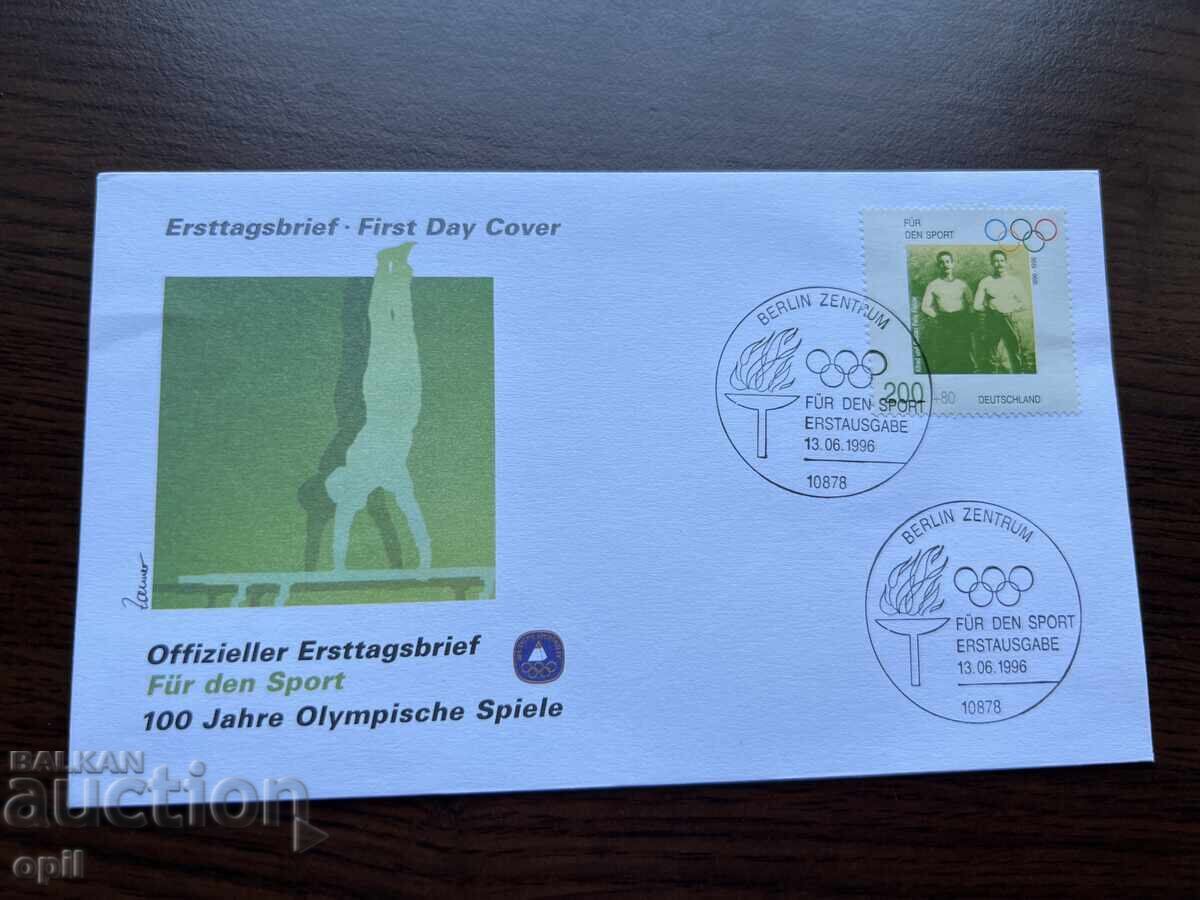 Ersttagsbrief · First Day Cover
FÜR
DEN SPORT
200 +80 DEUTSCHLAND
BERLIN ZENTRUM
FÜR DEN SPORT
ERSTAUSGABE
13.06.1996
10878
BERLIN ZENTRUM
FÜR DEN SPORT
ERSTAUSGABE
13.06.1996
10878
Offizieller Ersttagsbrief
Für den Sport
100 Jahre Olympische Spiele
BALKAN
auction
opil